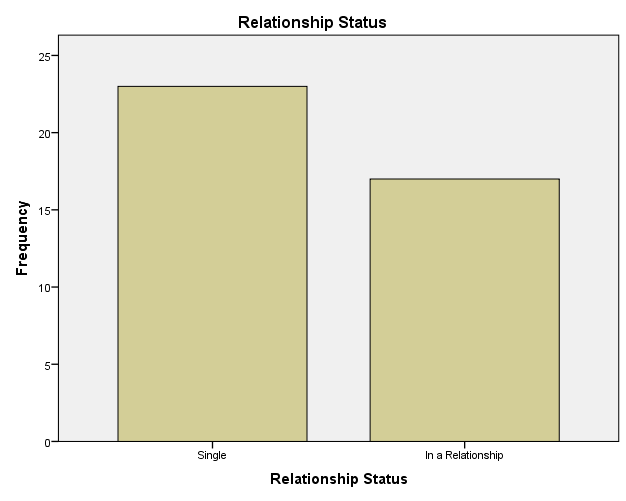 Relationship Status
25
20
15
10
5
0
Frequency
Single
In a Relationship
Relationship Status